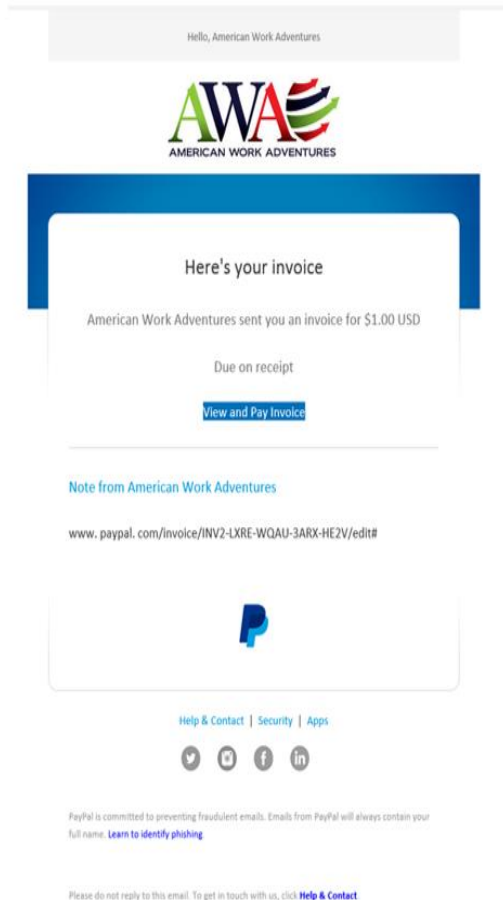 Hello, American Work Adventures
AWA
AMERICAN WORK ADVENTURES
Here's your invoice
American Work Adventures sent you an invoice for $1.00 USD
Due on receipt
View and Pay Invoice
Note from American Work Adventures
www. paypal. com/invoice/INV2-LXRE-WQAU-3ARX-HE2V/edit#
Help & Contact | Security | Apps
PayPal is committed to preventing fraudulent emails. Emails from PayPal will always contain your
full name. Learn to identify phishing
Please do not reply to this email. To get in touch with us, click Help & Contact